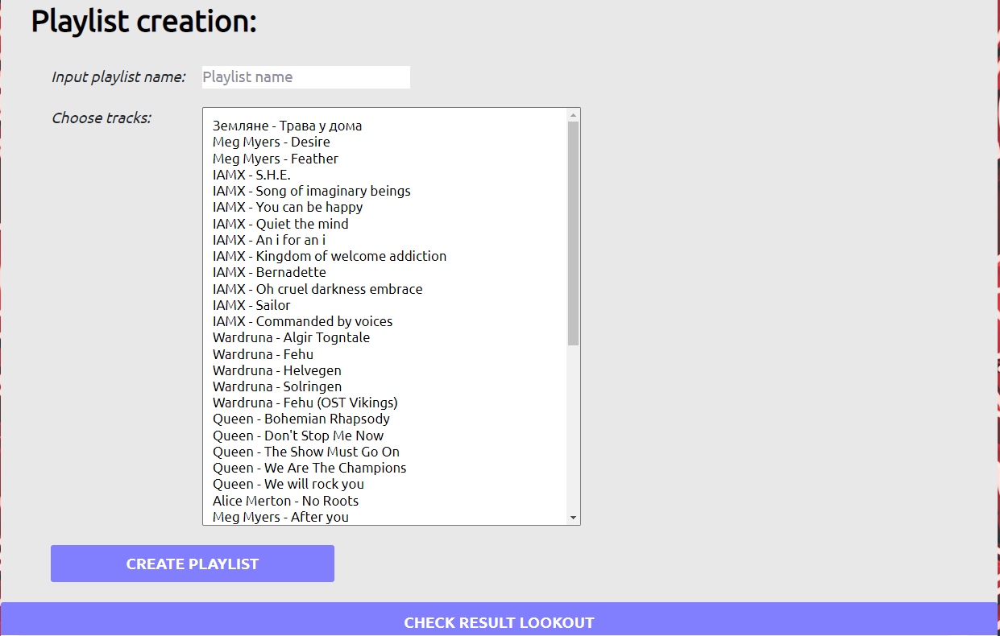 Playlist creation:
Input playlist name: Playlist name
Choose tracks:
Земляне - Трава у дома
Meg Myers - Desire
Meg Myers - Feather
IAMX - S.H.E.
IAMX - Song of imaginary beings
IAMX - You can be happy
IAMX - Quiet the mind
IAMX - An i for an i
IAMX - Kingdom of welcome addiction
IAMX - Bernadette
IAMX - Oh cruel darkness embrace
IAMX - Sailor
IAMX - Commanded by voices
Wardruna - Algir Togntale
Wardruna - Fehu
Wardruna - Helvegen
Wardruna - Solringen
Wardruna - Fehu (OST Vikings)
Queen - Bohemian Rhapsody
Queen - Don't Stop Me Now
Queen - The Show Must Go On
Queen - We Are The Champions
Queen - We will rock you
Alice Merton - No Roots
Meg Myers - After you
CREATE PLAYLIST
CHECK RESULT LOOKOUT